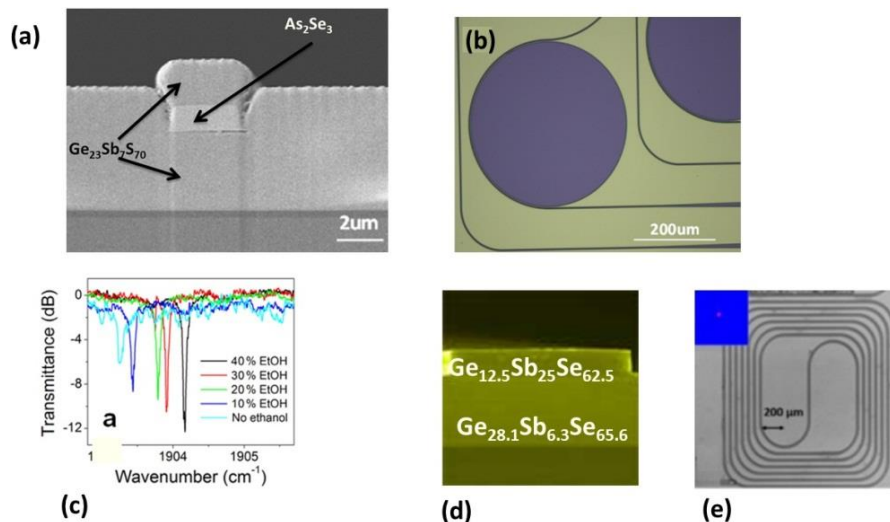 (a)
As2Se3
Ge23Sb7S70
2um
(b)
200um
Transmittance (dB)
0
-4
-8
-12
40 % EtOH
30 % EtOH
20 % EtOH
10 % EtOH
No ethanol
a
1
1904
1905
Wavenumber (cm-1)
(c)
Ge12.5Sb25Se62.5
Ge28.1Sb6.3Se65.6
(d)
200 µm
(e)